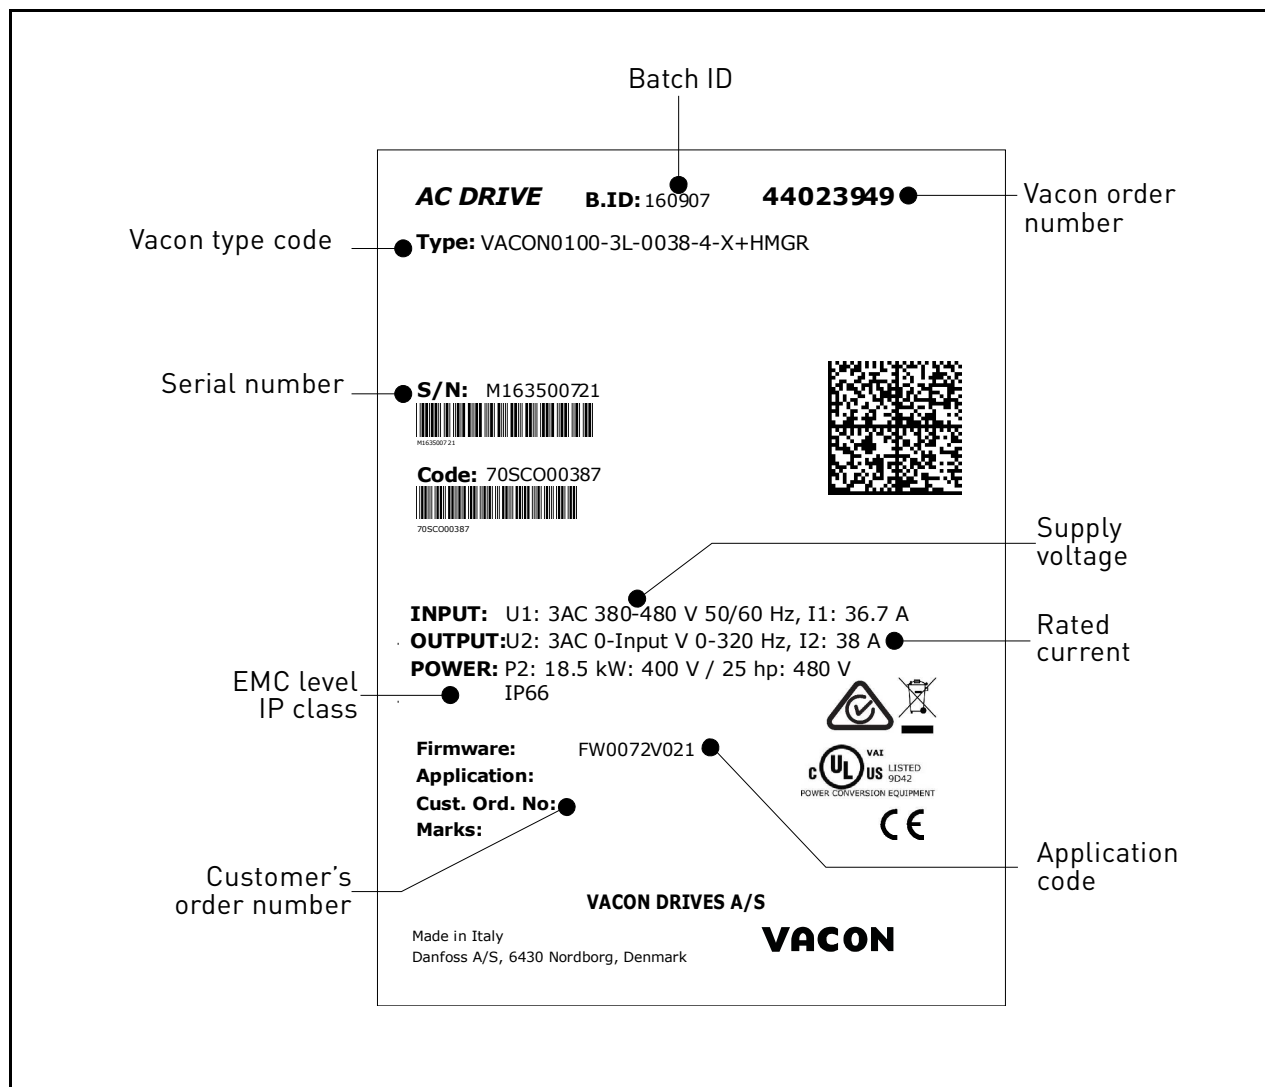 Batch ID
AC DRIVE B.ID: 160907 44023949
Vacon order
number
Vacon type code
Type: VACON0100-3L-0038-4-X+HMGR
Serial number
S/N: M163500721
M163500721
Code: 70SCO00387
70SCO00387
Supply
voltage
INPUT: U1: 3AC 380-480 V 50/60 Hz, I1: 36.7 A
OUTPUT:U2: 3AC 0-Input V 0-320 Hz, I2: 38 A
POWER: P2: 18.5 kW: 400 V / 25 hp: 480 V
IP66
Rated
current
EMC level
IP class
Firmware: FW0072V021
Application:
Cust. Ord. No:
Marks:
C UL US VAI
LISTED
9D42
POWER CONVERSION EQUIPMENT
CE
Application
code
Customer's
order number
VACON DRIVES A/S
Made in Italy
Danfoss A/S, 6430 Nordborg, Denmark
VACON